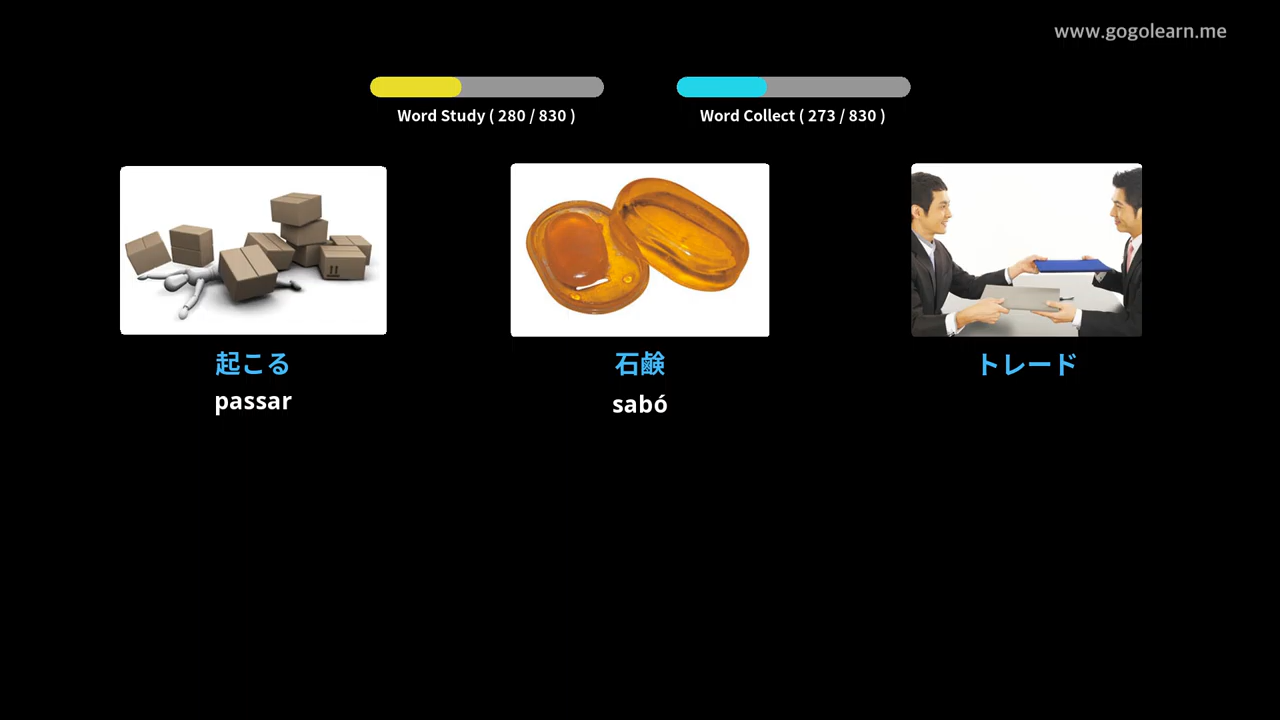 www.gogolearn.me
Word Study ( 280 / 830 )
Word Collect ( 273 / 830 )
起こる
passar
石鹸
sabó
トレード